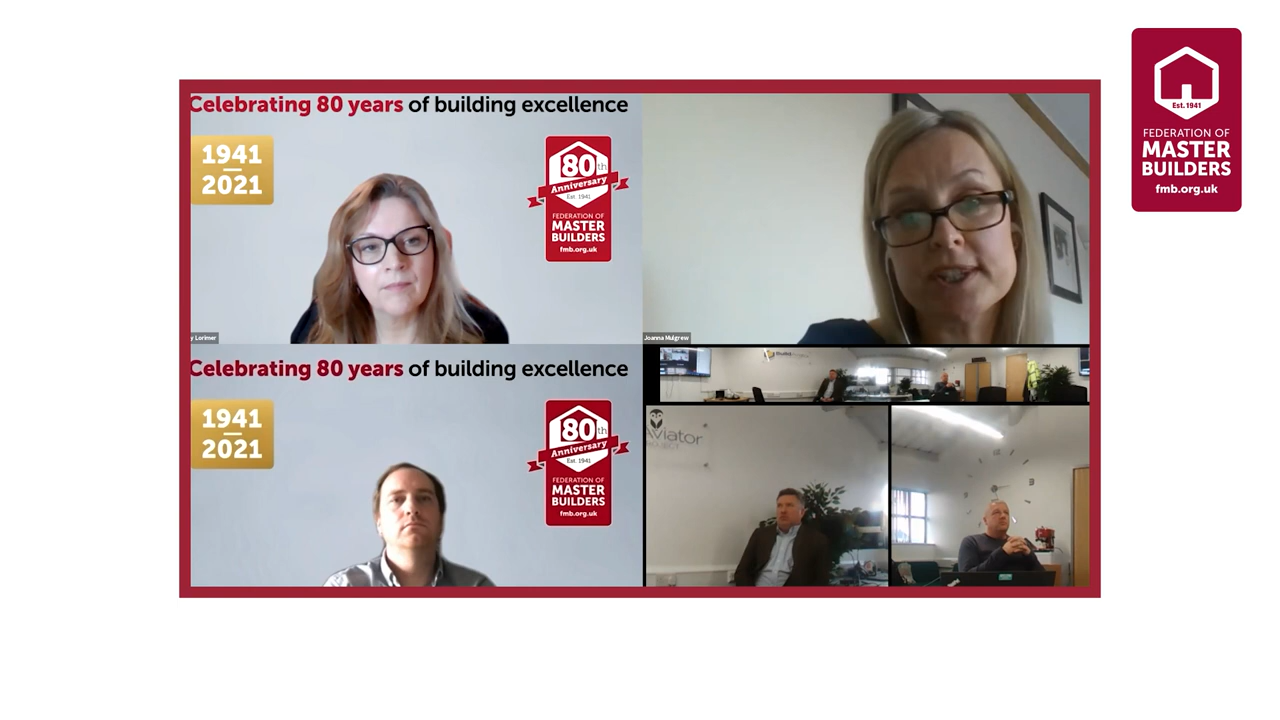 Celebrating 80 years of building excellence
1941
2021
80th
Anniversary
Est. 1941
FEDERATION OF
MASTER
BUILDERS
fmb.org.uk
y Lorimer
Joanna Mulgrew
Est. 1941
FEDERATION OF
MASTER
BUILDERS
fmb.org.uk
Celebrating 80 years of building excellence
1941
2021
80th
Anniversary
Est. 1941
FEDERATION OF
MASTER
BUILDERS
fmb.org.uk
Aviator